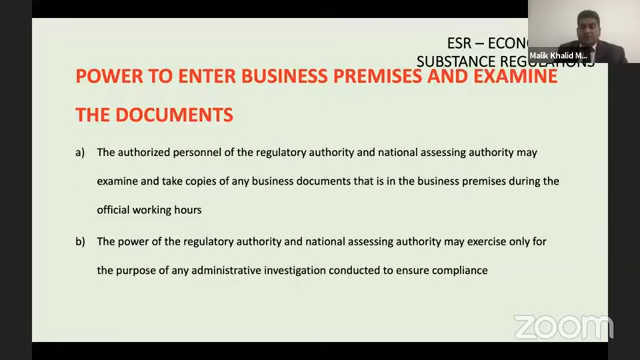 ESR – ECONO
SUBSTANCE REGULATIONS
Malik Khalid M...
POWER TO ENTER BUSINESS PREMISES AND EXAMINE
THE DOCUMENTS
a) The authorized personnel of the regulatory authority and national assessing authority may
examine and take copies of any business documents that is in the business premises during the
official working hours
b) The power of the regulatory authority and national assessing authority may exercise only for
the purpose of any administrative investigation conducted to ensure compliance
zoom